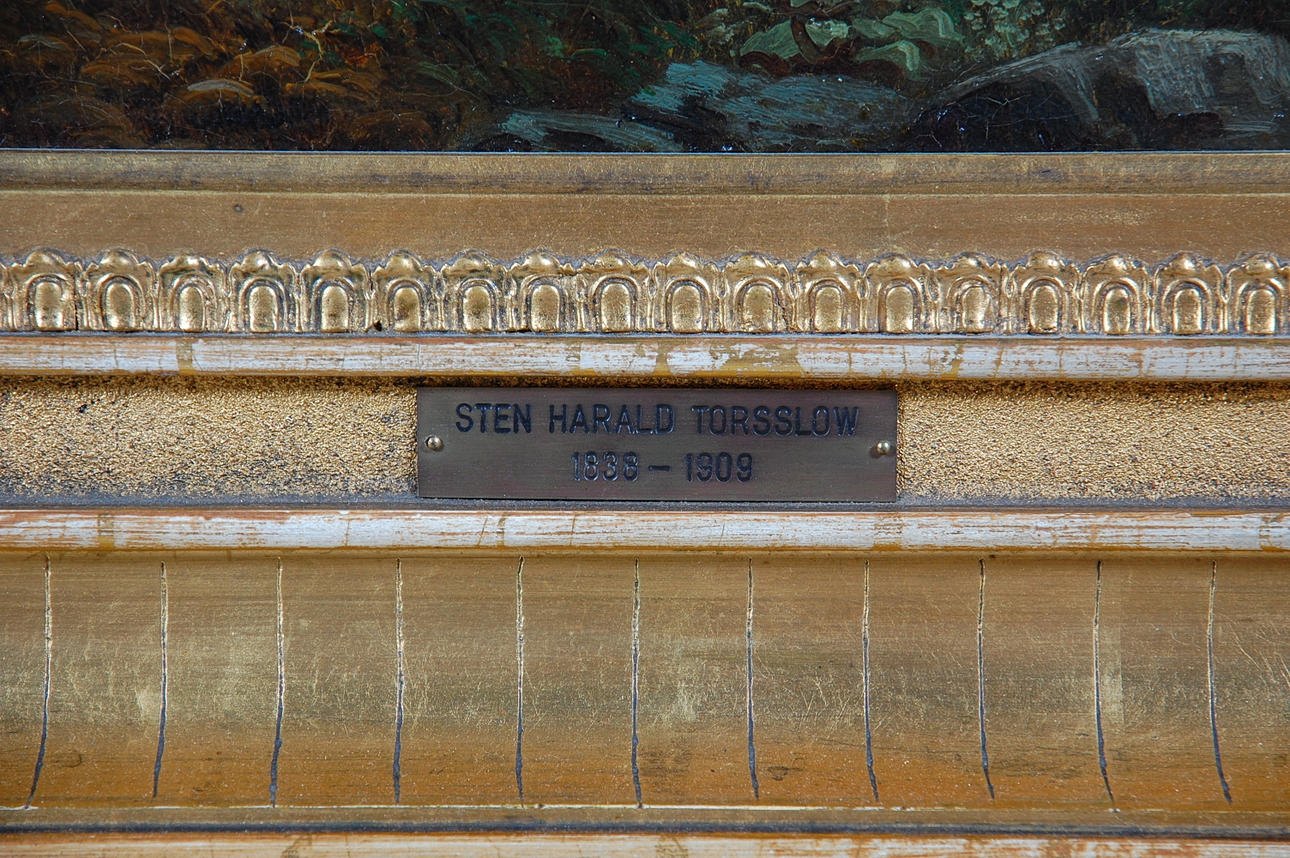 STEN HARALD TORSSLOW
1838 – 1909